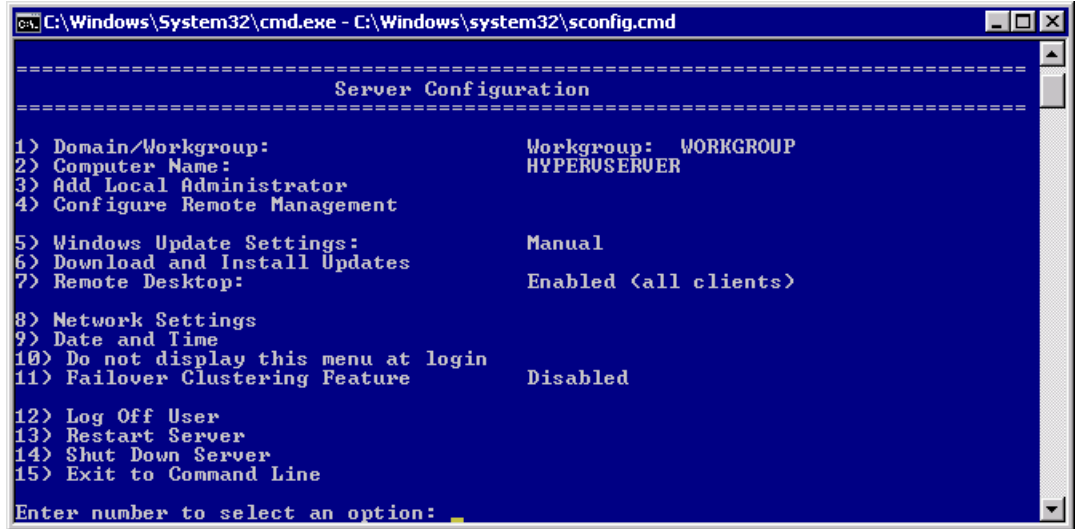 C:\Windows\System32\cmd.exe - C:\Windows\system32\sconfig.cmd
===============================================================================
Server Configuration
===============================================================================
1) Domain/Workgroup: Workgroup: WORKGROUP
2) Computer Name: HYPERVSERVER
3) Add Local Administrator
4) Configure Remote Management
5) Windows Update Settings: Manual
6) Download and Install Updates
7) Remote Desktop: Enabled (all clients)
8) Network Settings
9) Date and Time
10) Do not display this menu at login
11) Failover Clustering Feature Disabled
12) Log Off User
13) Restart Server
14) Shut Down Server
15) Exit to Command Line
Enter number to select an option: _